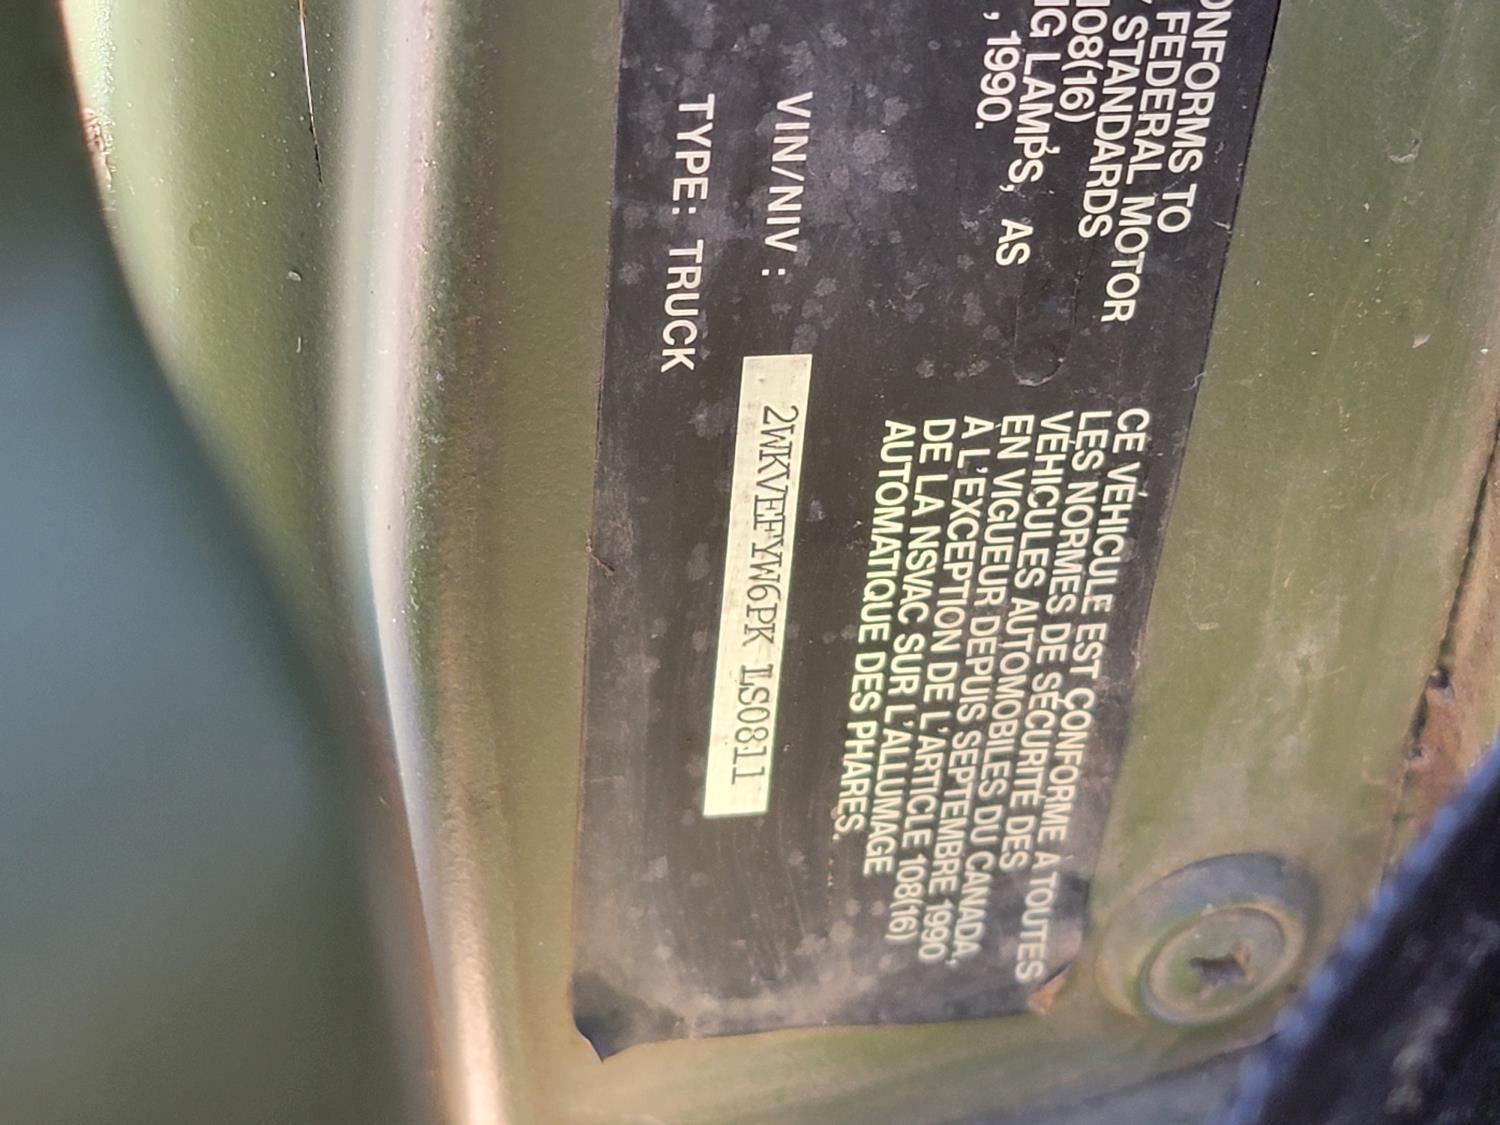 ONFORMS TO
FEDERAL MOTOR
STANDARDS
108(16)
NG LAMPS, AS
, 1990.
CE VÉHICULE EST CONFORME A TOUTES
LES NORMES DE SÉCURITÉ DES
VÉHICULES AUTOMOBILES DU CANADA,
EN VIGUEUR DEPUIS SEPTEMBRE 1990
A L'EXCEPTION DE L'ARTICLE 108(16)
DE LA NSVAC SUR L'ALLUMAGE
AUTOMATIQUE DES PHARES.
VIN/NIV : 2WKVEFYW6PK LS0811
TYPE: TRUCK